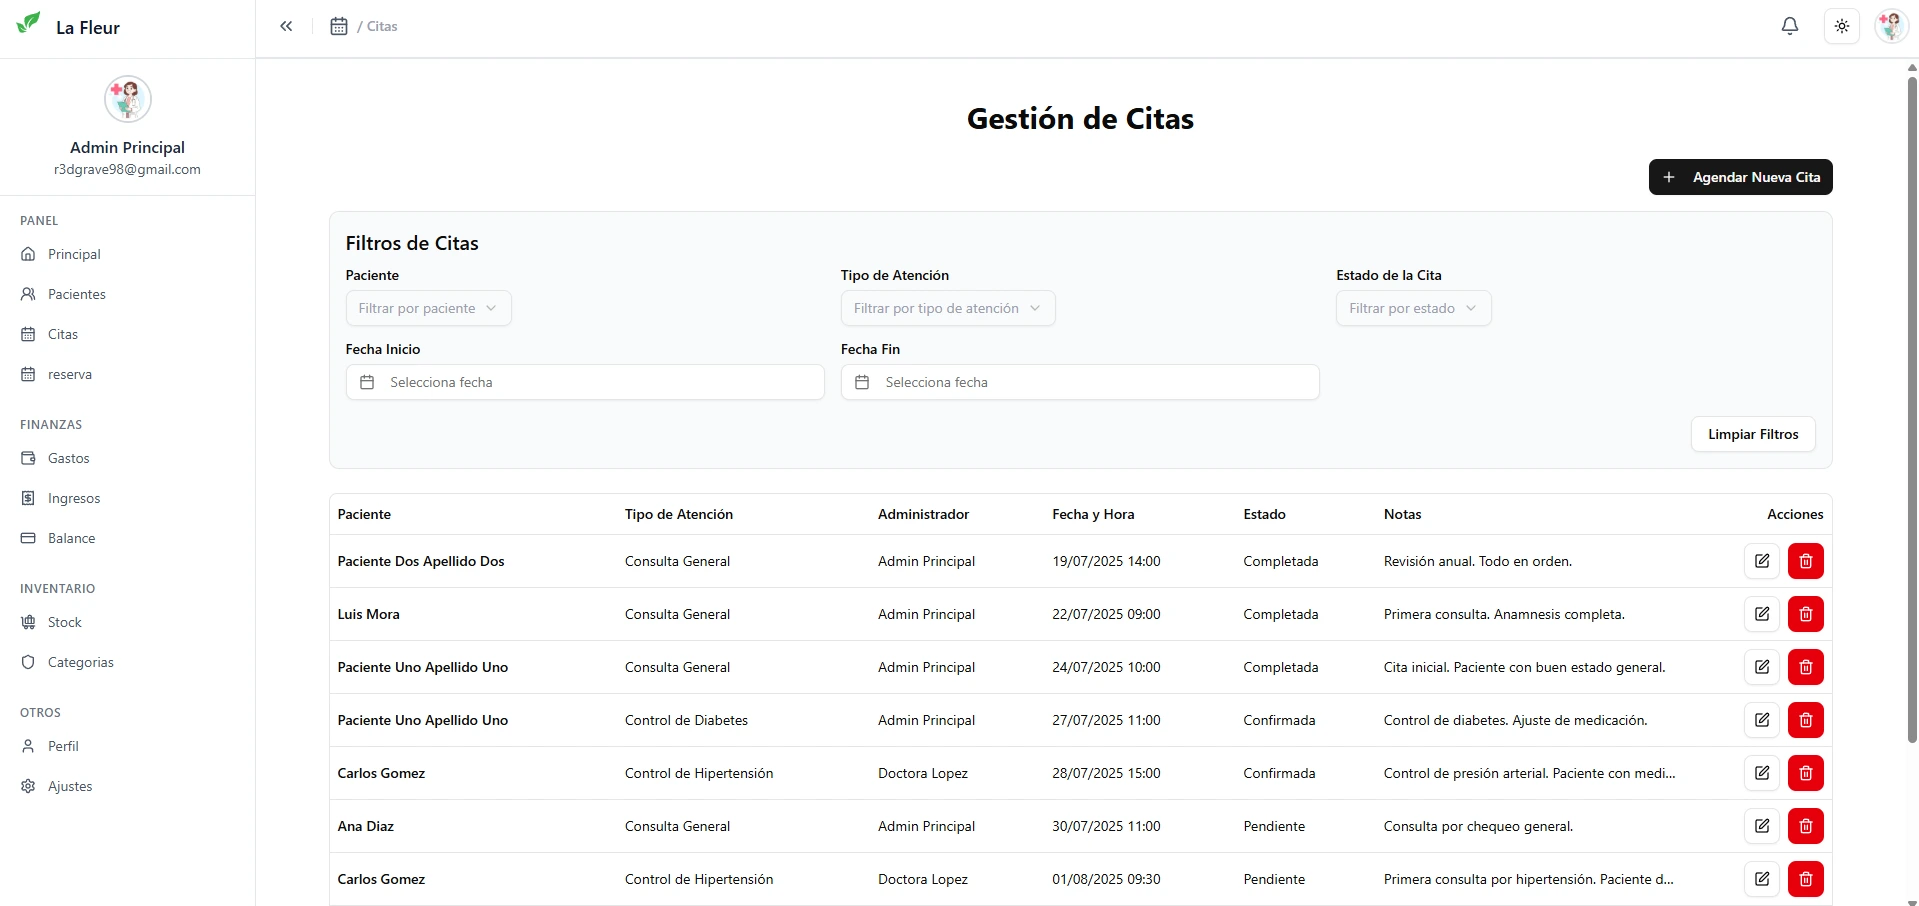 La Fleur
/ Citas
Admin Principal
r3dgrave98@gmail.com
PANEL
Principal
Pacientes
Citas
reserva
FINANZAS
Gastos
Ingresos
Balance
INVENTARIO
Stock
Categorias
OTROS
Perfil
Ajustes
Gestión de Citas
Agendar Nueva Cita
Filtros de Citas
Paciente Tipo de Atención Estado de la Cita
Filtrar por paciente Filtrar por tipo de atención Filtrar por estado
Fecha Inicio Fecha Fin
Selecciona fecha Selecciona fecha
Limpiar Filtros
Paciente Tipo de Atención Administrador Fecha y Hora Estado Notas Acciones
Paciente Dos Apellido Dos Consulta General Admin Principal 19/07/2025 14:00 Completada Revisión anual. Todo en orden.
Luis Mora Consulta General Admin Principal 22/07/2025 09:00 Completada Primera consulta. Anamnesis completa.
Paciente Uno Apellido Uno Consulta General Admin Principal 24/07/2025 10:00 Completada Cita inicial. Paciente con buen estado general.
Paciente Uno Apellido Uno Control de Diabetes Admin Principal 27/07/2025 11:00 Confirmada Control de diabetes. Ajuste de medicación.
Carlos Gomez Control de Hipertensión Doctora Lopez 28/07/2025 15:00 Confirmada Control de presión arterial. Paciente con medi...
Ana Diaz Consulta General Admin Principal 30/07/2025 11:00 Pendiente Consulta por chequeo general.
Carlos Gomez Control de Hipertensión Doctora Lopez 01/08/2025 09:30 Pendiente Primera consulta por hipertensión. Paciente d...